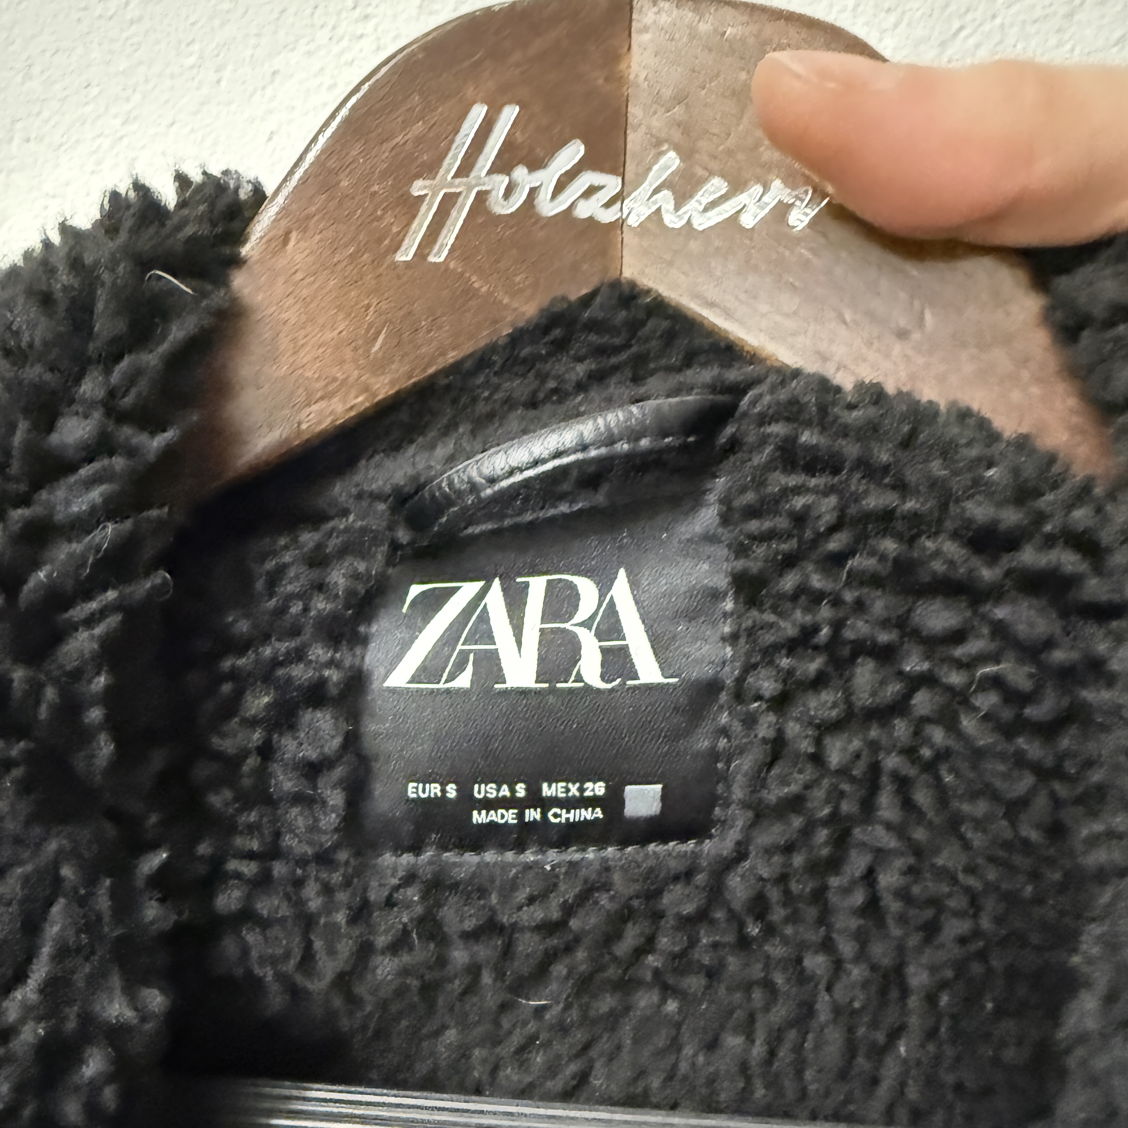 Holzherr
ZARA
EUR S USA S MEX 26
MADE IN CHINA